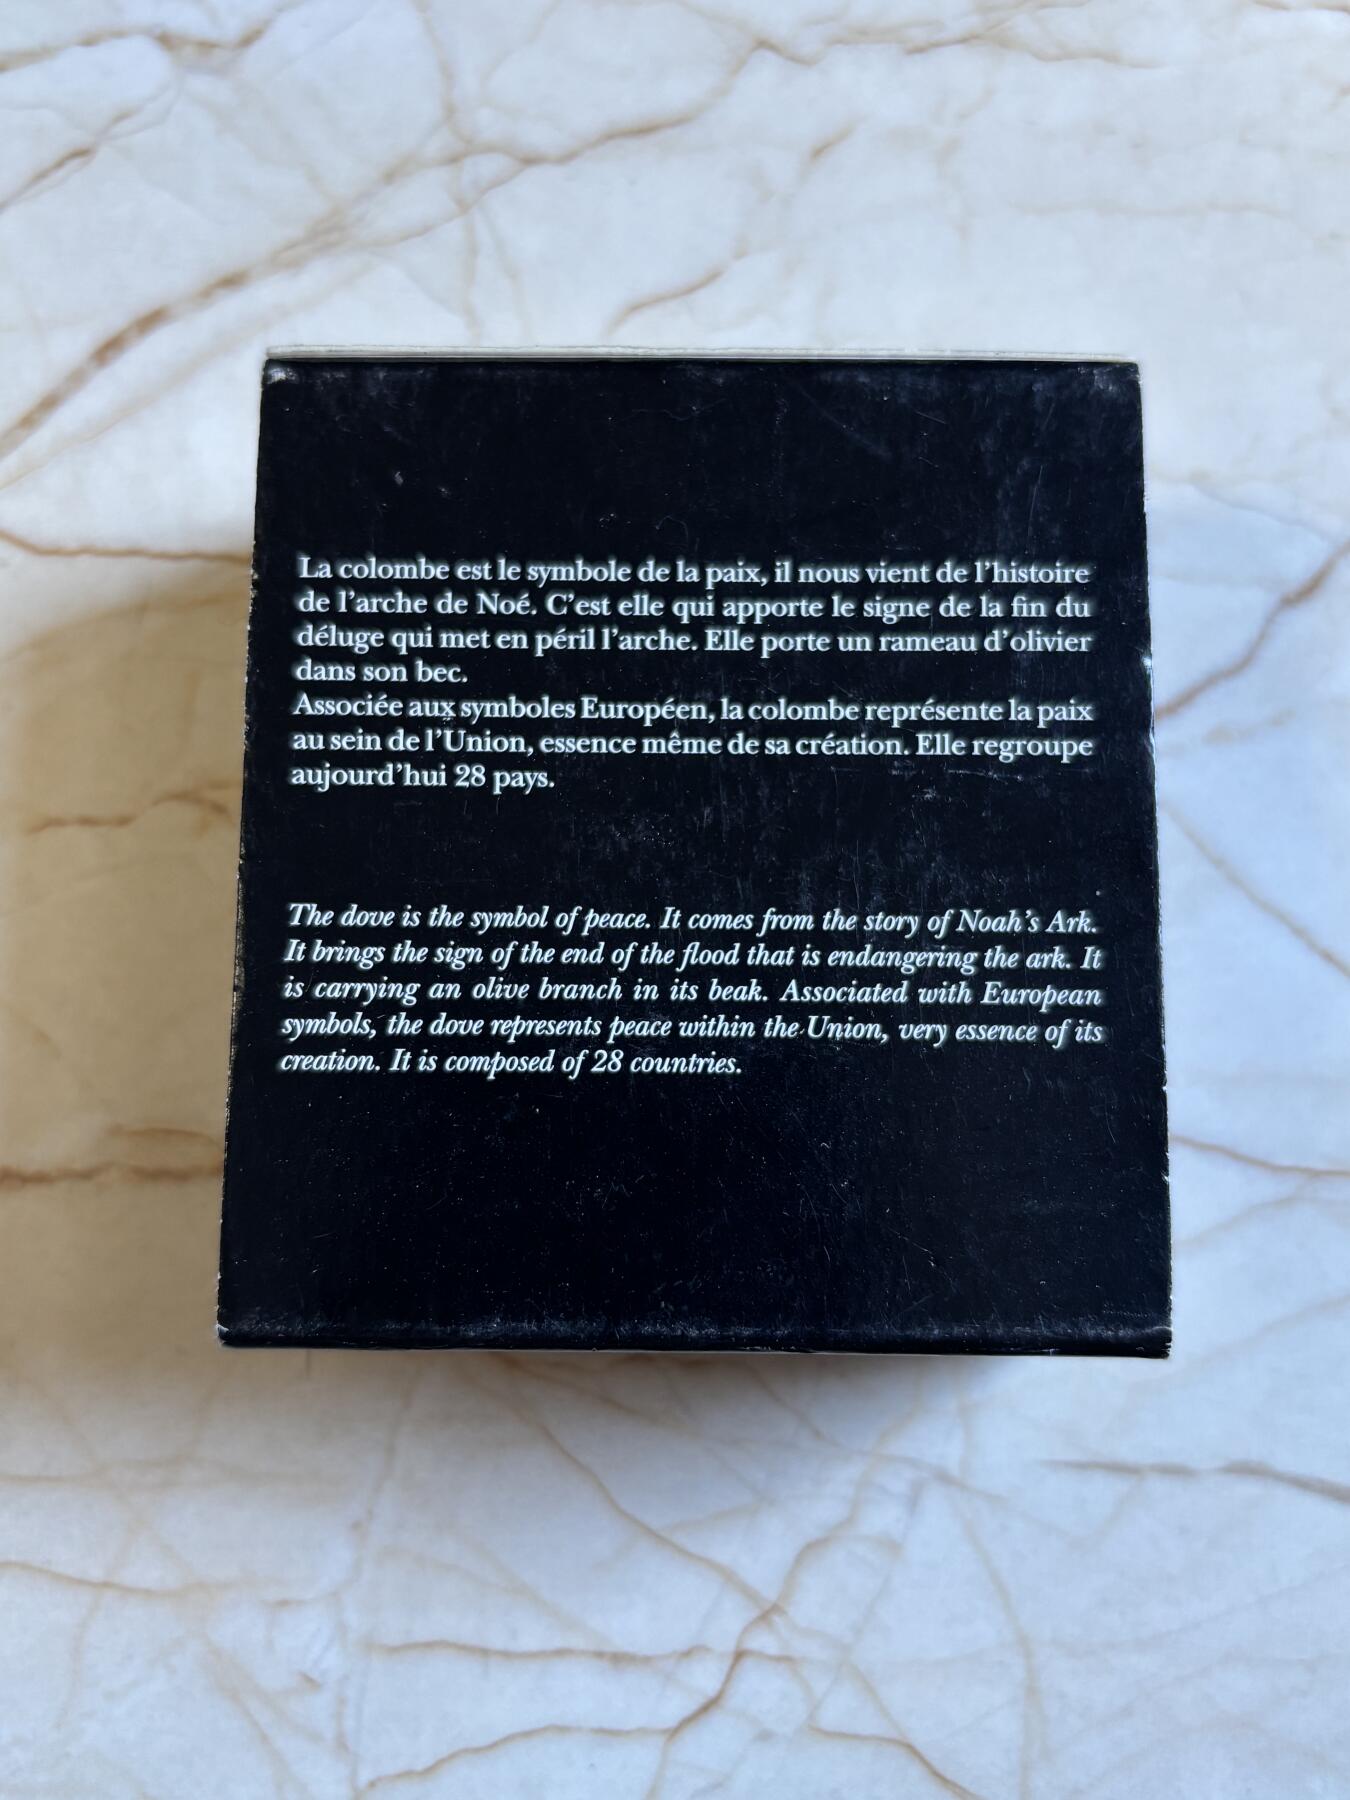 La colombe est le symbole de la paix, il nous vient de l'histoire
de l'arche de Noé. C'est elle qui apporte le signe de la fin du
déluge qui met en péril l'arche. Elle porte un rameau d'olivier
dans son bec.
Associée aux symboles Européen, la colombe représente la paix
au sein de l'Union, essence même de sa création. Elle regroupe
aujourd'hui 28 pays.
The dove is the symbol of peace. It comes from the story of Noah's Ark.
It brings the sign of the end of the flood that is endangering the ark. It
is carrying an olive branch in its beak. Associated with European
symbols, the dove represents peace within the Union, very essence of its
creation. It is composed of 28 countries.